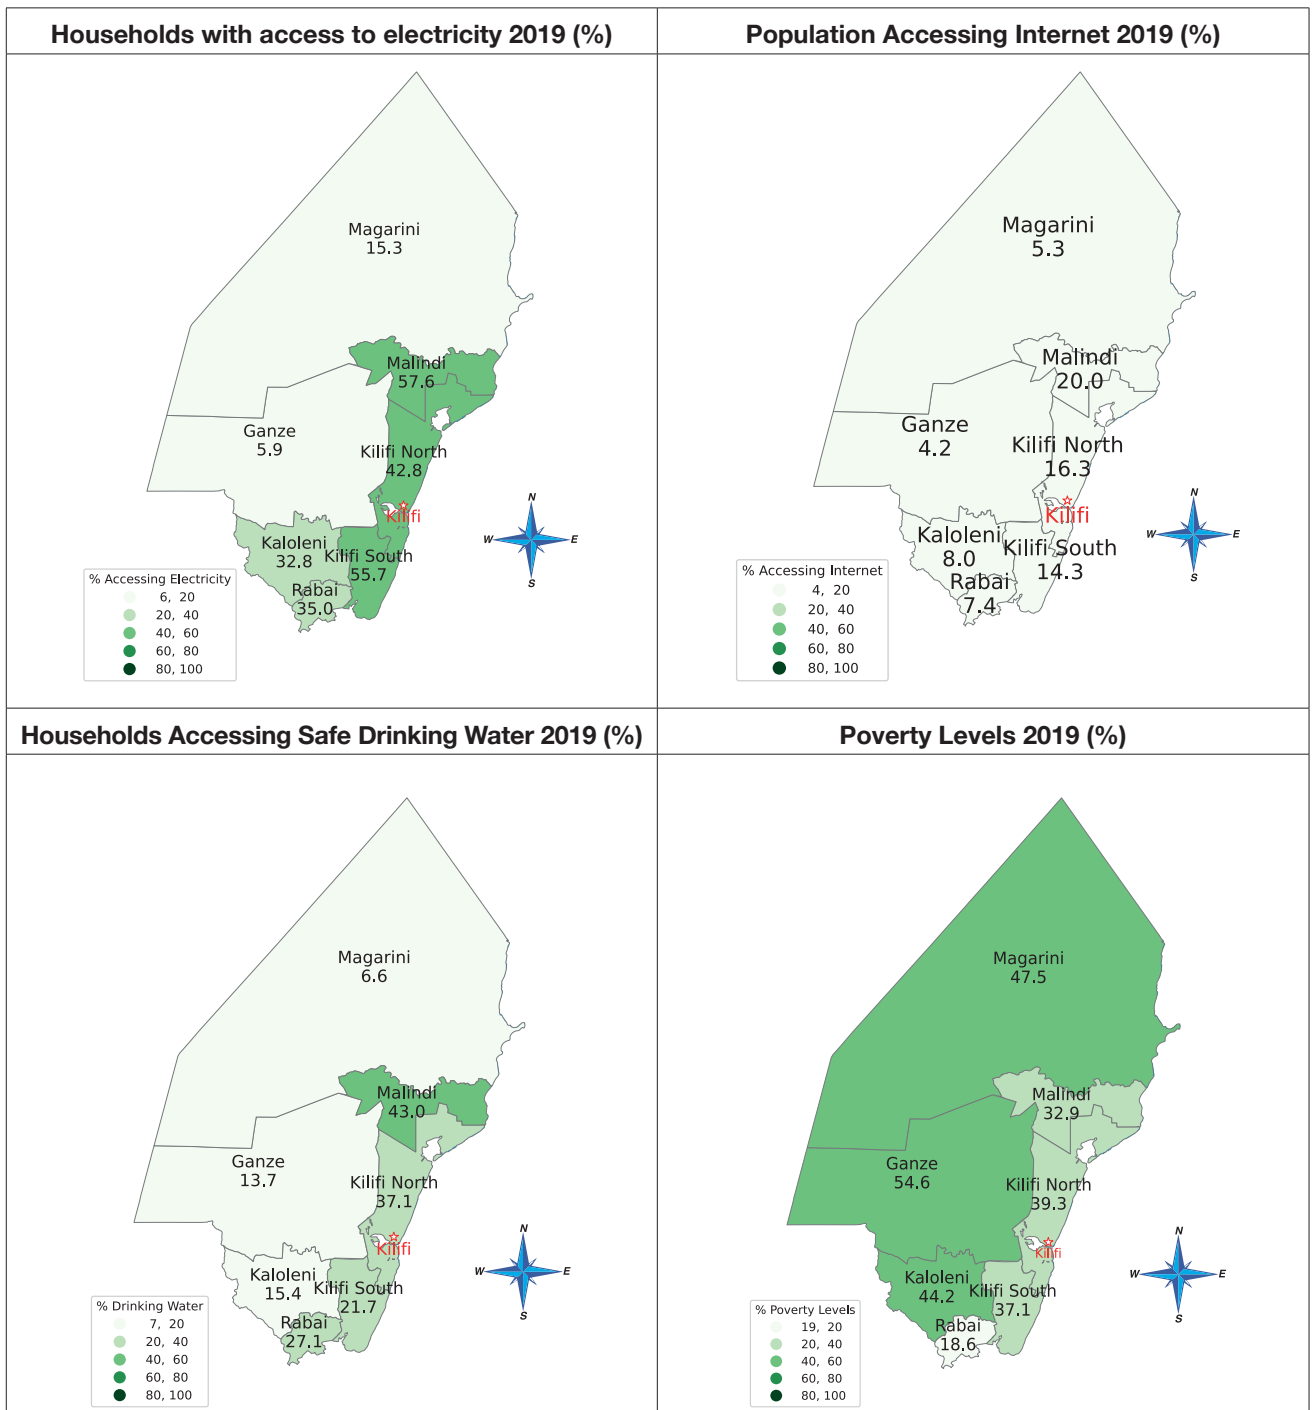 Households with access to electricity 2019 (%)
Magarini
15.3
Malindi
57.6
Ganze
5.9
Kilifi North
42.8
Kilifi
Kaloleni
32.8
Kilifi South
55.7
Rabai
35.0
N
W E
S
% Accessing Electricity
6, 20
20, 40
40, 60
60, 80
80, 100
Population Accessing Internet 2019 (%)
Magarini
5.3
Malindi
20.0
Ganze
4.2
Kilifi North
16.3
Kilifi
Kaloleni
8.0
Kilifi South
14.3
Rabai
7.4
N
W E
S
% Accessing Internet
4, 20
20, 40
40, 60
60, 80
80, 100
Households Accessing Safe Drinking Water 2019 (%)
Magarini
6.6
Malindi
43.0
Ganze
13.7
Kilifi North
37.1
Kilifi
Kaloleni
15.4
Kilifi South
21.7
Rabai
27.1
N
W E
S
% Drinking Water
7, 20
20, 40
40, 60
60, 80
80, 100
Poverty Levels 2019 (%)
Magarini
47.5
Malindi
32.9
Ganze
54.6
Kilifi North
39.3
Kilifi
Kaloleni
44.2
Kilifi South
37.1
Rabai
18.6
N
W E
S
% Poverty Levels
19, 20
20, 40
40, 60
60, 80
80, 100